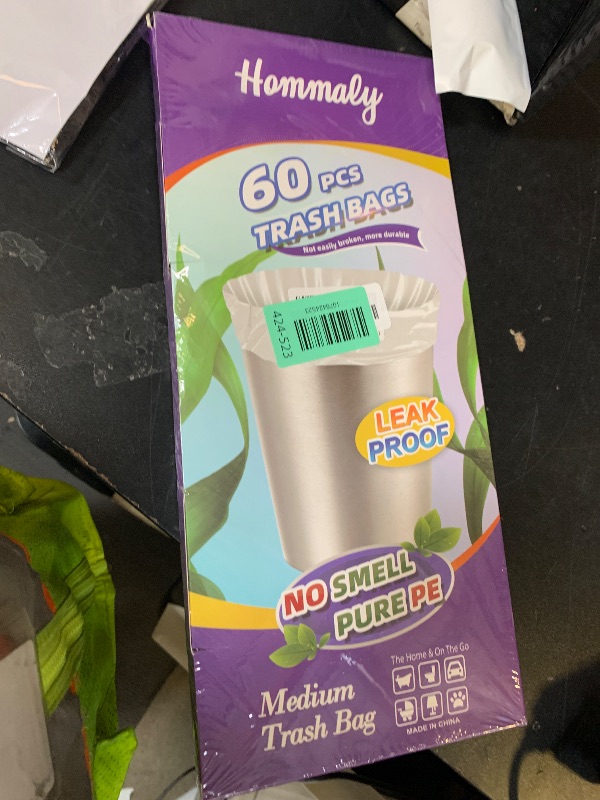 Hommaly
60 PCS
TRASH BAGS
Not easily broken, more durable
424-523
LEAK
PROOF
NO SMELL
PURE PE
The Home & On The Go
Medium
Trash Bag
MADE IN CHINA